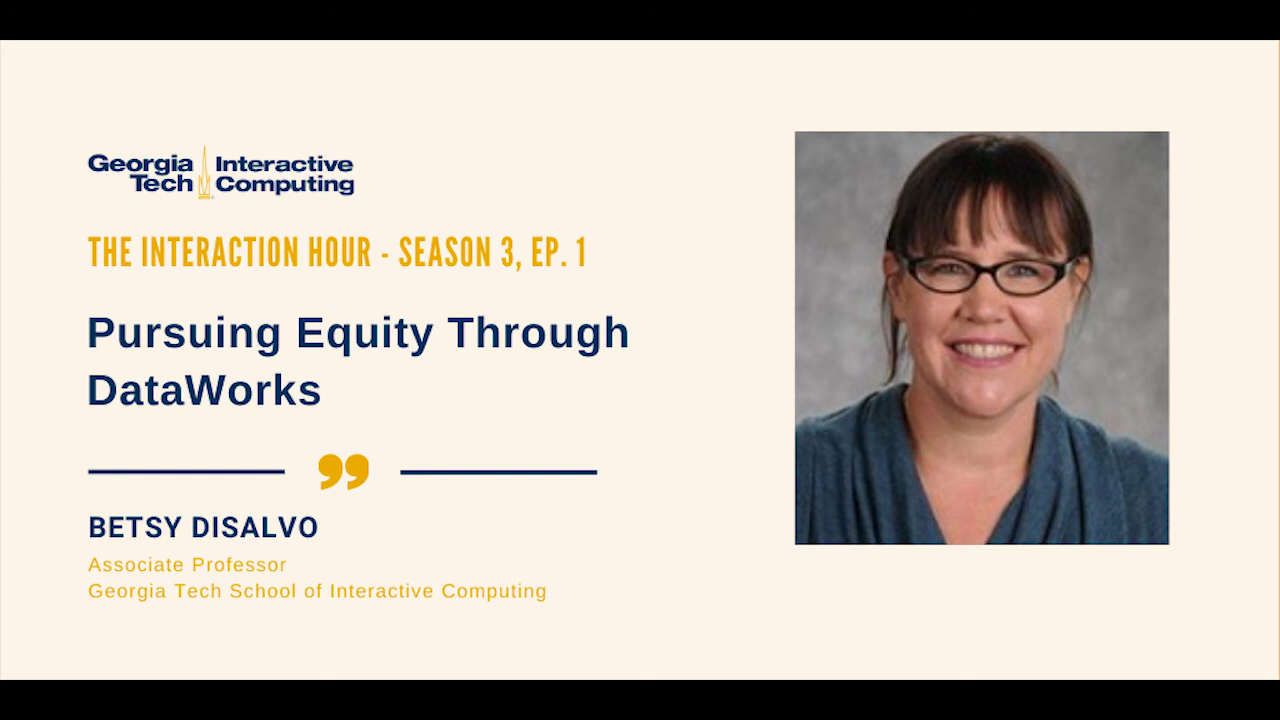 Georgia Tech
Interactive Computing
THE INTERACTION HOUR - SEASON 3, EP. 1
Pursuing Equity Through
DataWorks
BETSY DISALVO
Associate Professor
Georgia Tech School of Interactive Computing